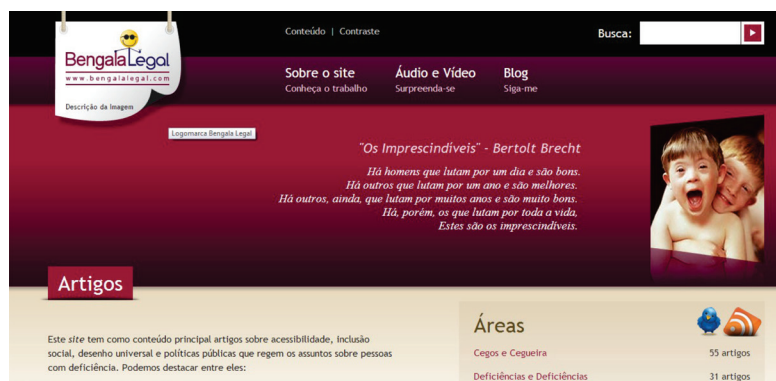 Conteúdo | Contraste
Busca:
BengalaLegal
www.bengalalegal.com
Descrição da Imagem
Sobre o site
Conheça o trabalho
Áudio e Vídeo
Surpreenda-se
Blog
Siga-me
Logomarca Bengala Legal
"Os Imprescindíveis" - Bertolt Brecht
Há homens que lutam por um dia e são bons.
Há outros que lutam por um ano e são melhores.
Há outros, ainda, que lutam por muitos anos e são muito bons.
Há, porém, os que lutam por toda a vida,
Estes são os imprescindíveis.
Artigos
Este site tem como conteúdo principal artigos sobre acessibilidade, inclusão
social, desenho universal e políticas públicas que regem os assuntos sobre pessoas
com deficiência. Podemos destacar entre eles:
Áreas
Cegos e Cegueira 55 artigos
Deficiências e Deficiências 31 artigos